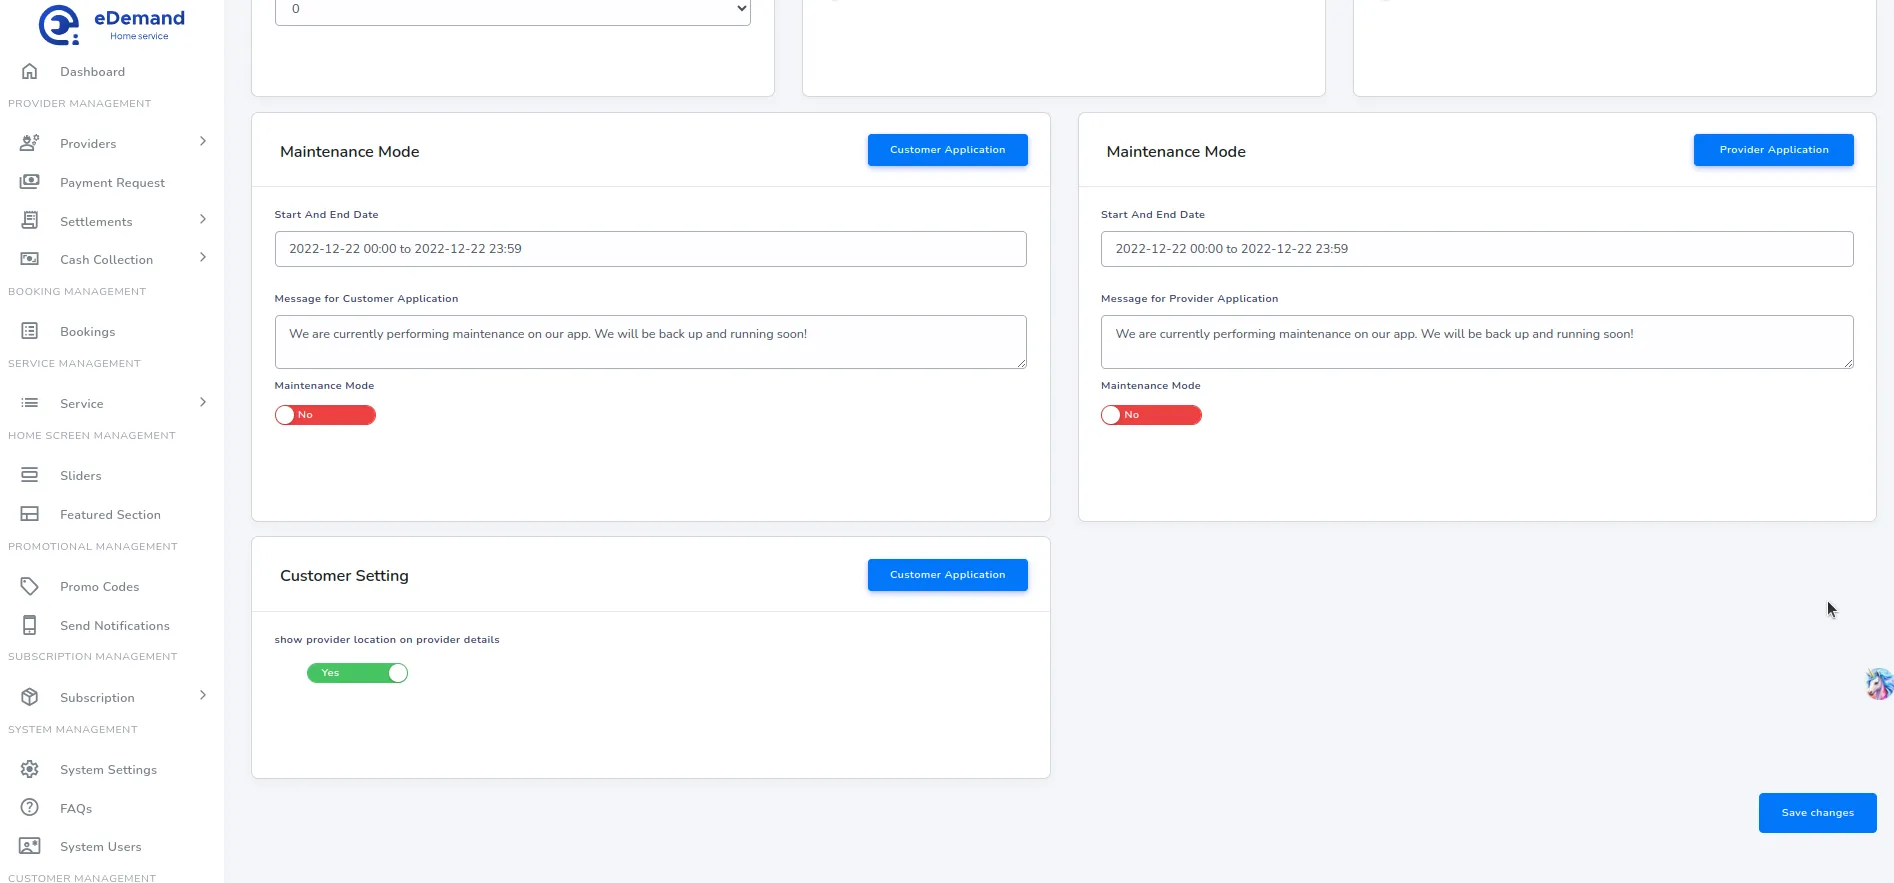 eDemand
Home service
Dashboard
PROVIDER MANAGEMENT
Providers
Payment Request
Settlements
Cash Collection
BOOKING MANAGEMENT
Bookings
SERVICE MANAGEMENT
Service
HOME SCREEN MANAGEMENT
Sliders
Featured Section
PROMOTIONAL MANAGEMENT
Promo Codes
Send Notifications
SUBSCRIPTION MANAGEMENT
Subscription
SYSTEM MANAGEMENT
System Settings
FAQs
System Users
CUSTOMER MANAGEMENT
0
Maintenance Mode
Customer Application
Start And End Date
2022-12-22 00:00 to 2022-12-22 23:59
Message for Customer Application
We are currently performing maintenance on our app. We will be back up and running soon!
Maintenance Mode
No
Maintenance Mode
Provider Application
Start And End Date
2022-12-22 00:00 to 2022-12-22 23:59
Message for Provider Application
We are currently performing maintenance on our app. We will be back up and running soon!
Maintenance Mode
No
Customer Setting
Customer Application
show provider location on provider details
Yes
Save changes